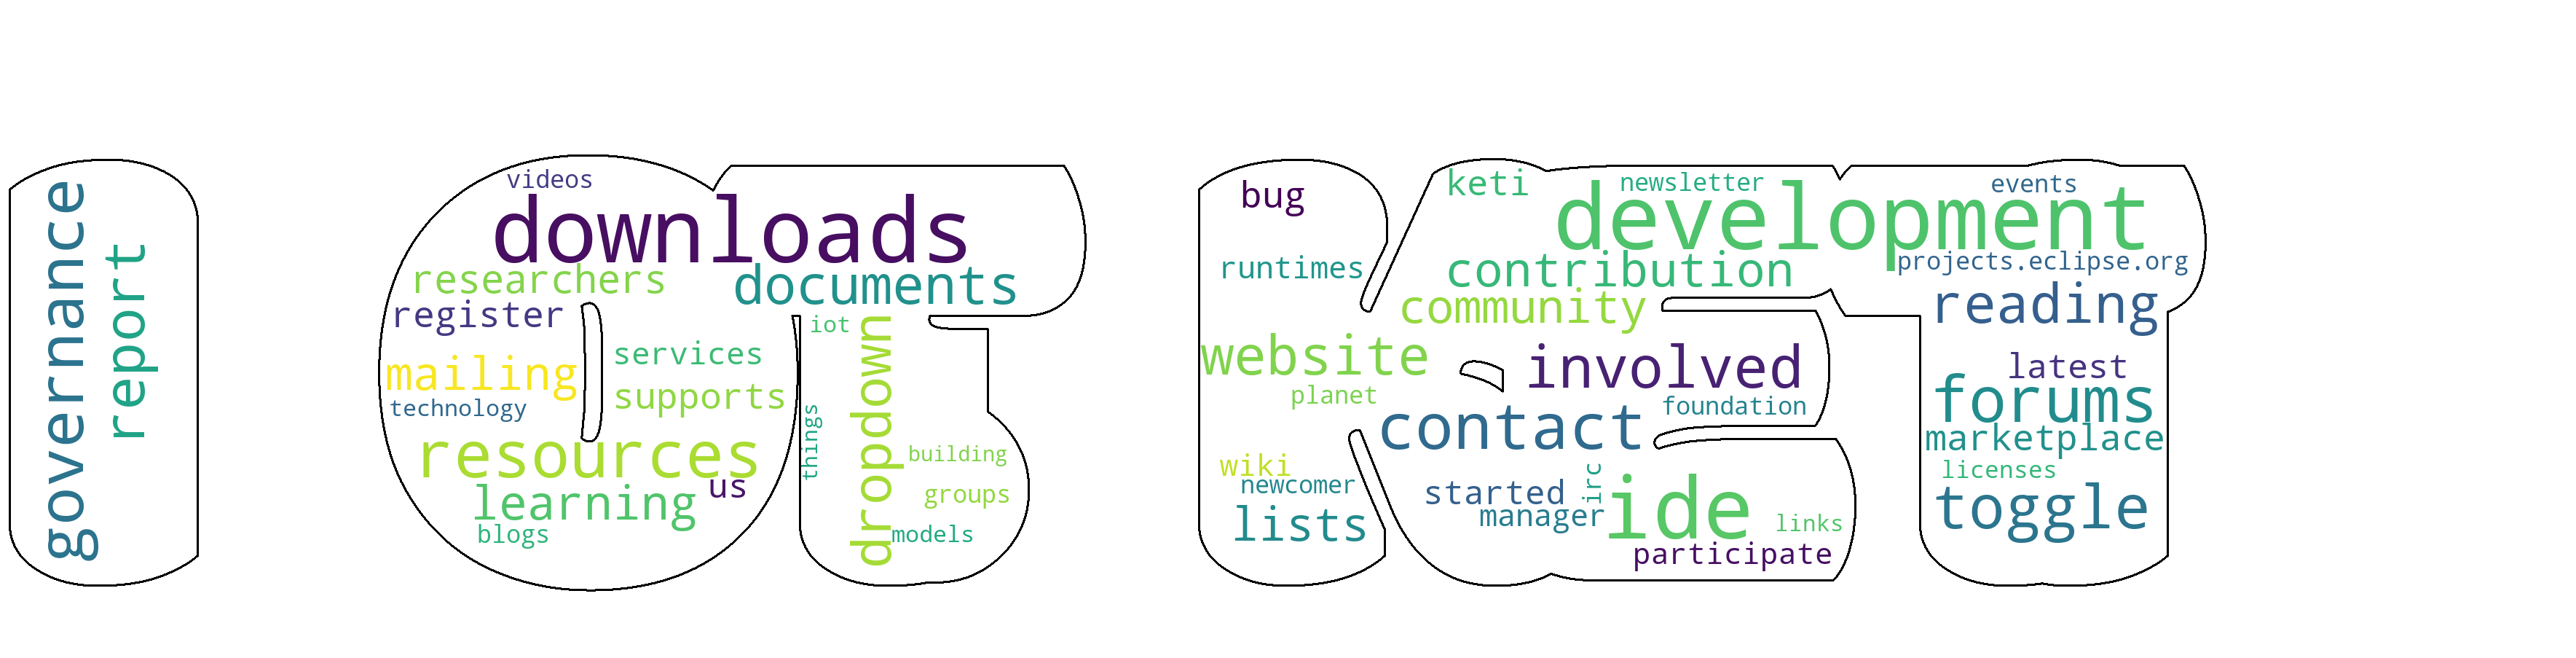 governance
report
videos
downloads
researchers
documents
register
iot
services
mailing
supports
technology
things
dropdown
resources
building
us
learning
groups
blogs
models
bug
keti
newsletter
events
development
runtimes
contribution
projects.eclipse.org
community
reading
website
involved
latest
planet
forums
foundation
contact
marketplace
wiki
licenses
newcomer
started
irc
ide
toggle
manager
lists
links
participate